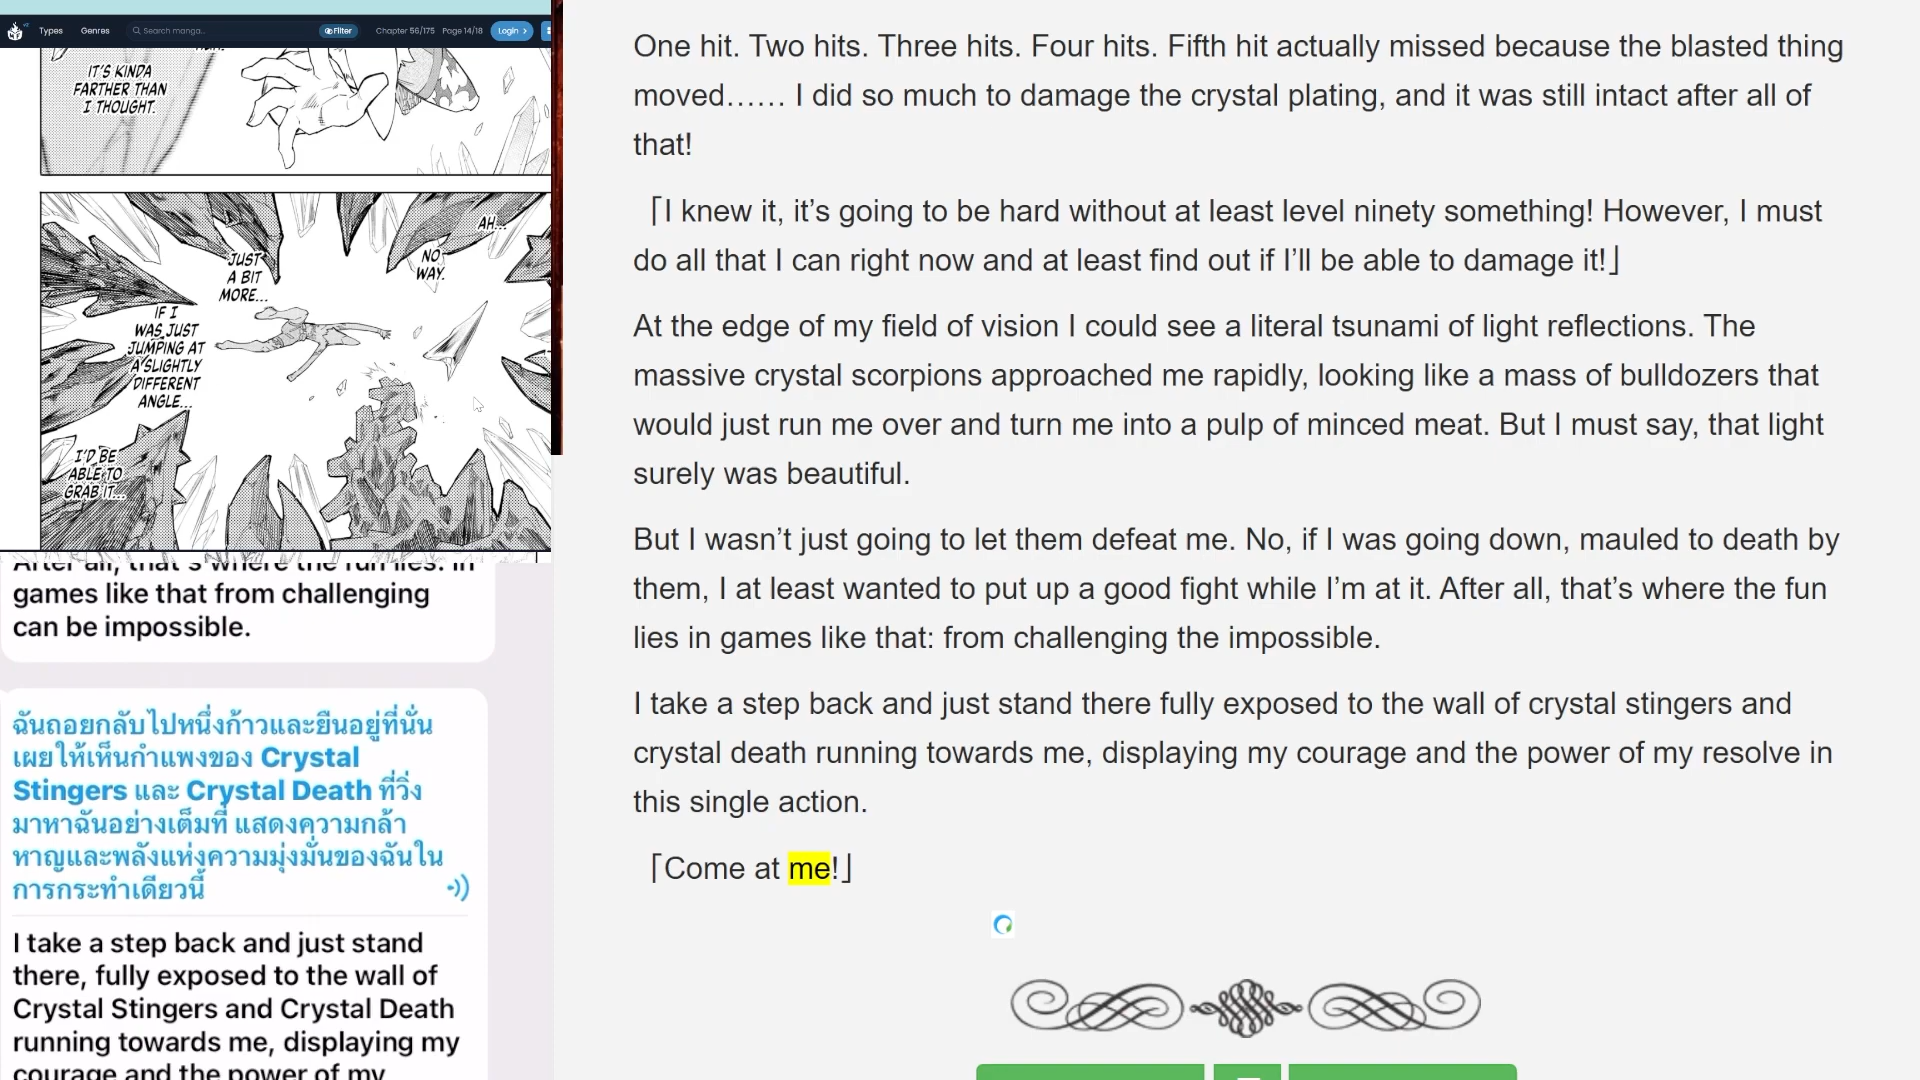 Types Genres Search manga... Filter Chapter 56/175 Page 14/18 Login >
IT'S KINDA
FARTHER THAN
I THOUGHT.
AH...
NO
WAY.
JUST
A BIT
MORE...
IF I
WAS JUST
JUMPING AT
A SLIGHTLY
DIFFERENT
ANGLE...
I'D BE
ABLE TO
GRAB IT...
After all, that's where the fun lies: in
games like that from challenging
can be impossible.
ฉันถอยกลับไปหนึ่งก้าวและยืนอยู่ที่นั่น
เผยให้เห็นกำแพงของ Crystal
Stingers และ Crystal Death ที่วิ่ง
มาหาฉันอย่างเต็มที่ แสดงความกล้า
หาญและพลังแห่งความมุ่งมั่นของฉันใน
การกระทำเดียวนี้
I take a step back and just stand
there, fully exposed to the wall of
Crystal Stingers and Crystal Death
running towards me, displaying my
courage and the power of my
One hit. Two hits. Three hits. Four hits. Fifth hit actually missed because the blasted thing
moved…… I did so much to damage the crystal plating, and it was still intact after all of
that!
⌈I knew it, it’s going to be hard without at least level ninety something! However, I must
do all that I can right now and at least find out if I’ll be able to damage it!⌋
At the edge of my field of vision I could see a literal tsunami of light reflections. The
massive crystal scorpions approached me rapidly, looking like a mass of bulldozers that
would just run me over and turn me into a pulp of minced meat. But I must say, that light
surely was beautiful.
But I wasn’t just going to let them defeat me. No, if I was going down, mauled to death by
them, I at least wanted to put up a good fight while I’m at it. After all, that’s where the fun
lies in games like that: from challenging the impossible.
I take a step back and just stand there fully exposed to the wall of crystal stingers and
crystal death running towards me, displaying my courage and the power of my resolve in
this single action.
⌈Come at me!⌋